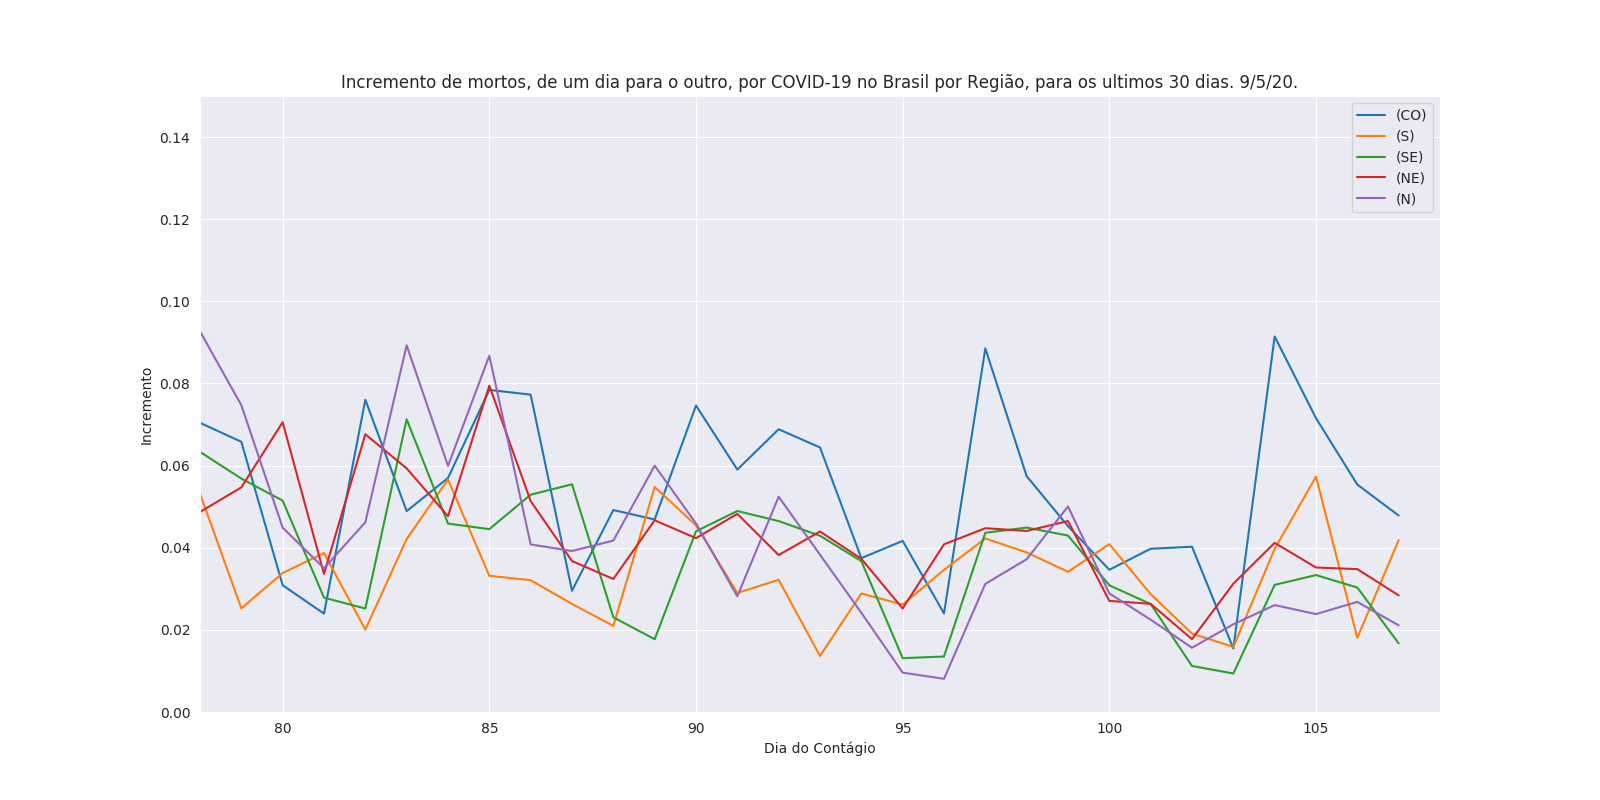 Incremento de mortos, de um dia para o outro, por COVID-19 no Brasil por Região, para os ultimos 30 dias. 9/5/20.
(CO)
(S)
(SE)
(NE)
(N)
Incremento
0.14
0.12
0.10
0.08
0.06
0.04
0.02
0.00
80 85 90 95 100 105
Dia do Contágio